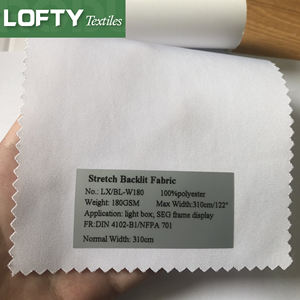 LOFTY
Textiles
Stretch Backlit Fabric
No.: LX/BL-W180 100%polyester
Weight: 180GSM Max Width:310cm/122"
Application: light box, SEG frame display
FR:DIN 4102-B1/NFPA 701
Normal Width: 310cm